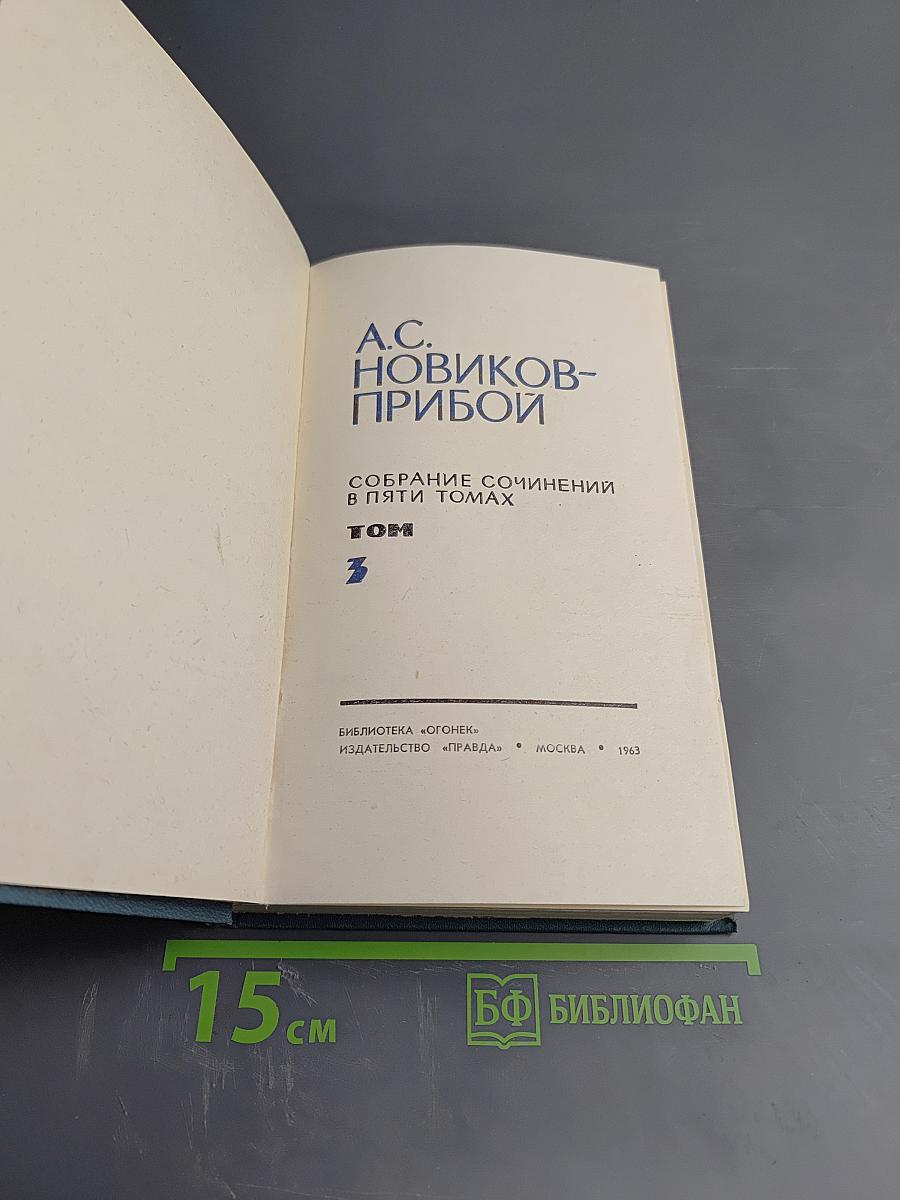 А.С.
НОВИКОВ-
ПРИБОЙ
СОБРАНИЕ СОЧИНЕНИЙ
В ПЯТИ ТОМАХ
ТОМ
3
БИБЛИОТЕКА «ОГОНЕК»
ИЗДАТЕЛЬСТВО «ПРАВДА» • МОСКВА • 1963
15 см
БФ БИБЛИОФАН